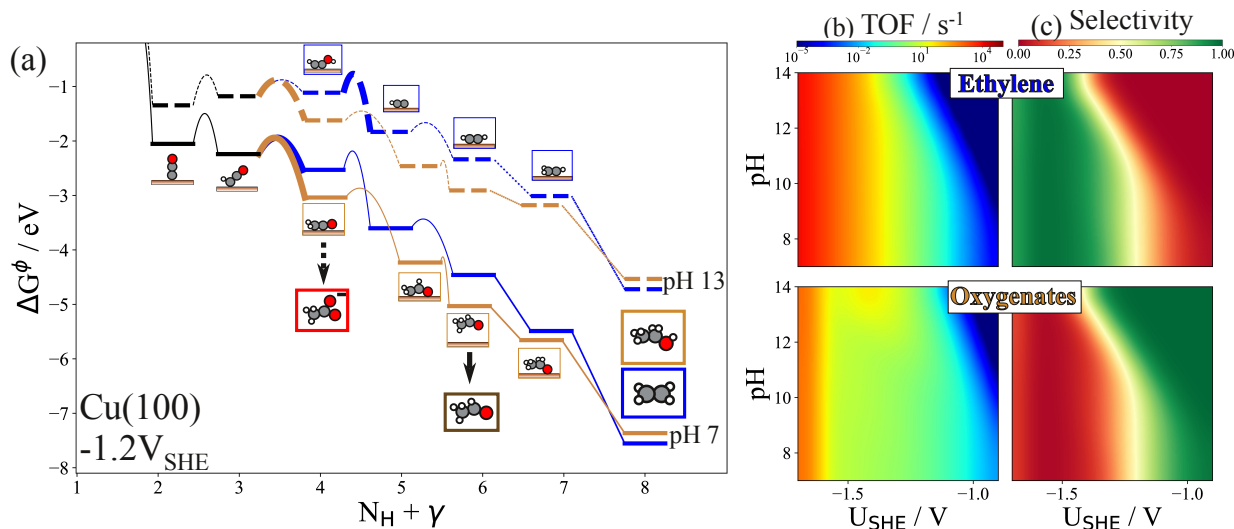 (a)
ΔG^ϕ / eV
−1
−2
−3
−4
−5
−6
−7
−8
pH 13
pH 7
Cu(100)
-1.2V_SHE
1 2 3 4 5 6 7 8
N_H + γ
(b) TOF / s⁻¹ (c) Selectivity
10⁻⁵ 10⁻² 10¹ 10⁴ 0.00 0.25 0.50 0.75 1.00
Ethylene
pH
14
12
10
8
Oxygenates
pH
14
12
10
8
−1.5 −1.0 −1.5 −1.0
U_SHE / V U_SHE / V